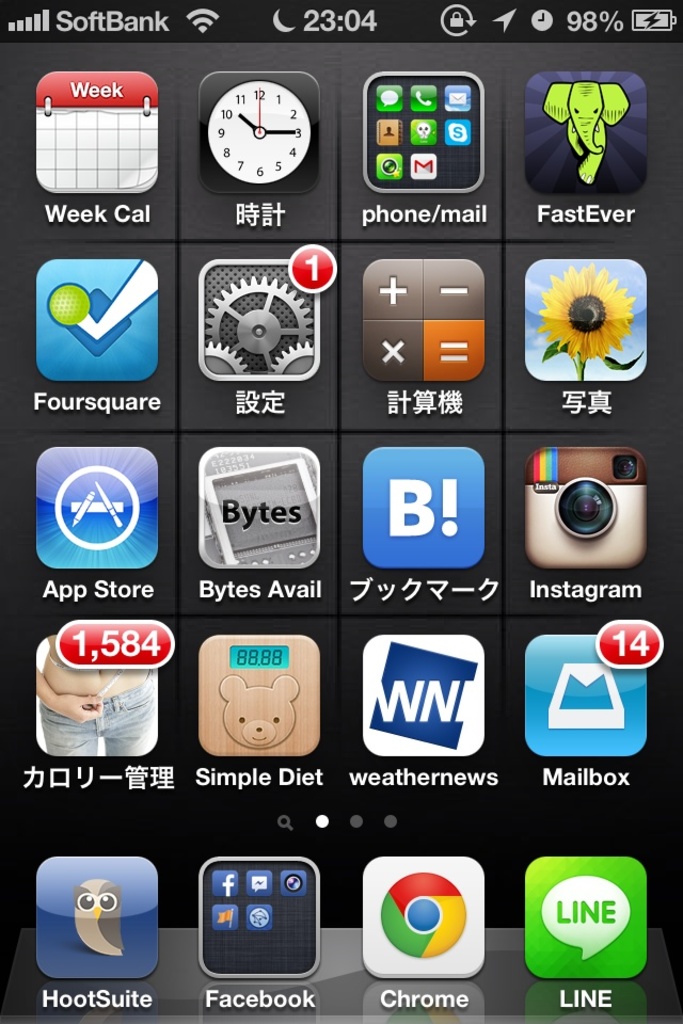 SoftBank 23:04 98%
Week
12 1 2 3 4 5 6 7 8 9 10 11
Week Cal 時計 phone/mail FastEver
1
Foursquare 設定 計算機 写真
Bytes B! Insta
App Store Bytes Avail ブックマーク Instagram
1,584 14
88.88 WN
カロリー管理 Simple Diet weathernews Mailbox
LINE
HootSuite Facebook Chrome LINE